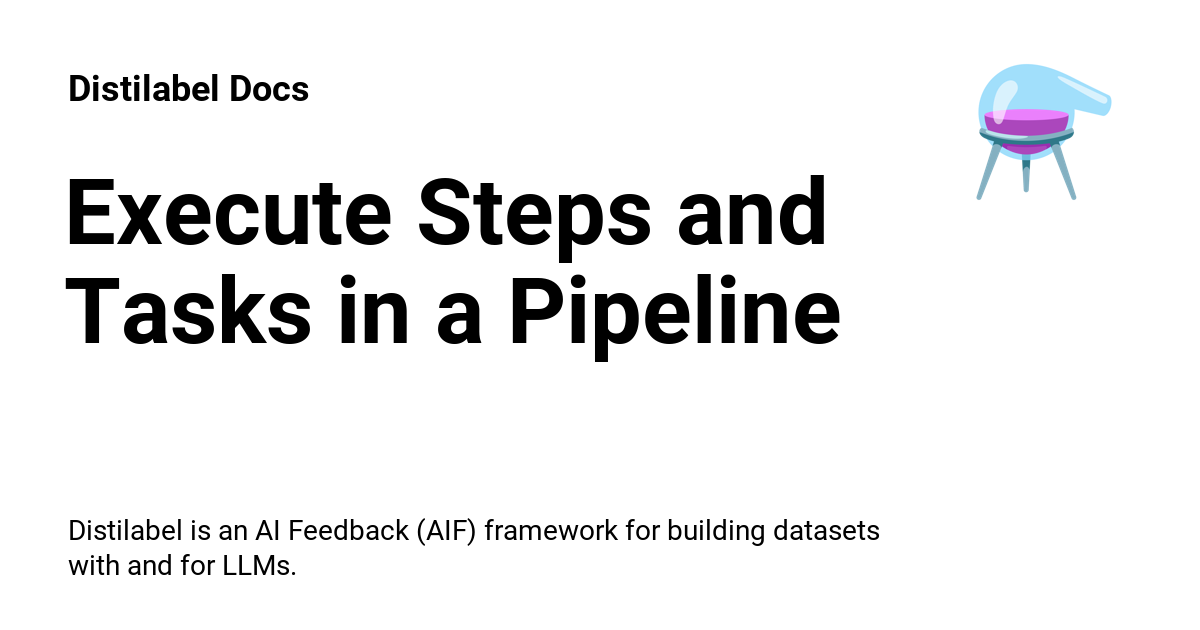 Distilabel Docs
Execute Steps and
Tasks in a Pipeline
Distilabel is an AI Feedback (AIF) framework for building datasets
with and for LLMs.